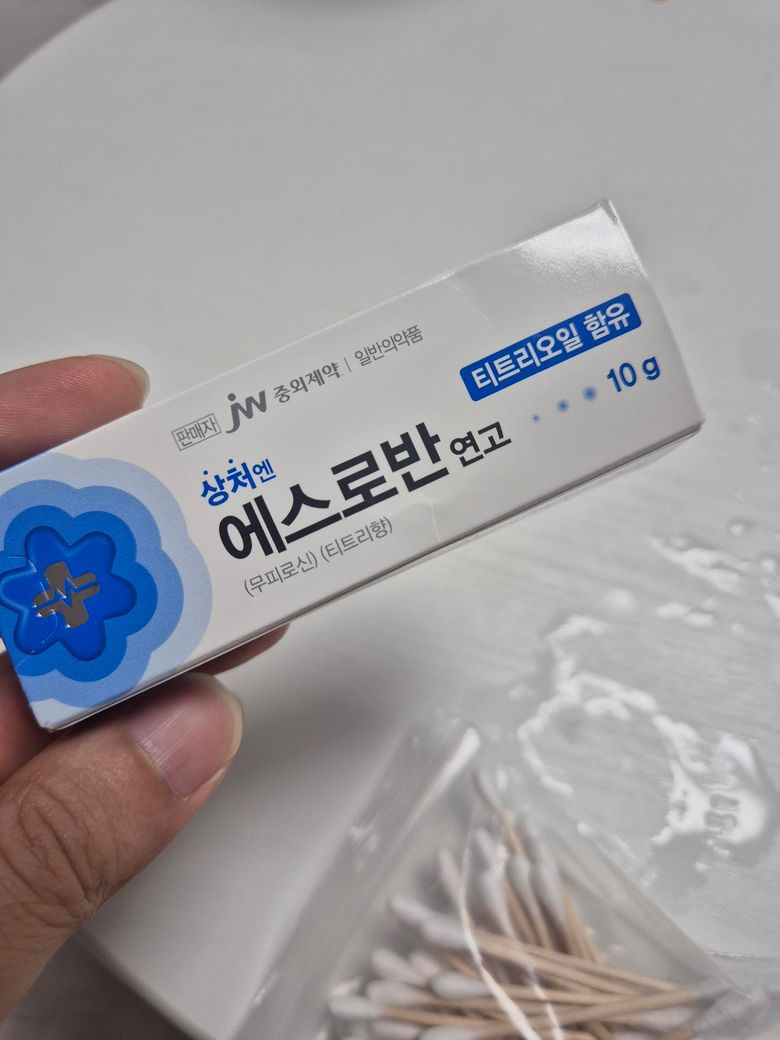 판매자 jw 중외제약 | 일반의약품
티트리오일 함유
10 g
상처엔
에스로반 연고
(무피로신) (티트리향)